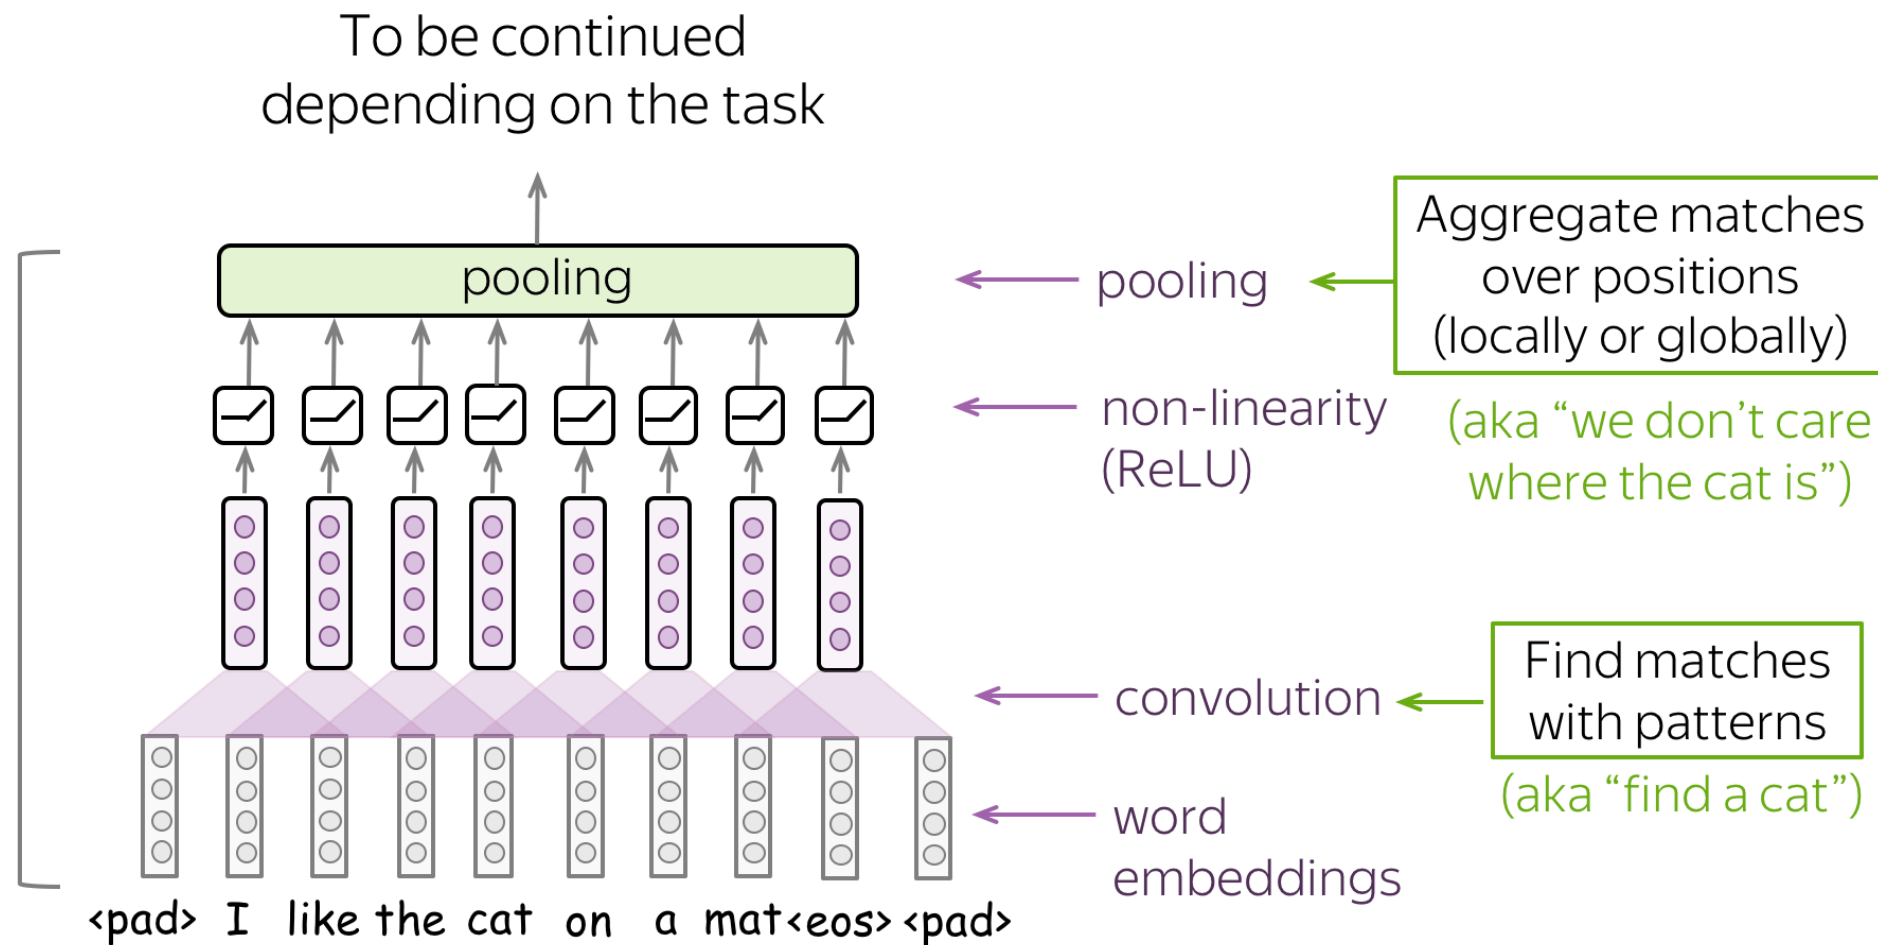 To be continued
depending on the task
pooling
pooling
Aggregate matches
over positions
(locally or globally)
(aka “we don’t care
where the cat is”)
non-linearity
(ReLU)
convolution
Find matches
with patterns
(aka “find a cat”)
word
embeddings
<pad> I like the cat on a mat <eos> <pad>